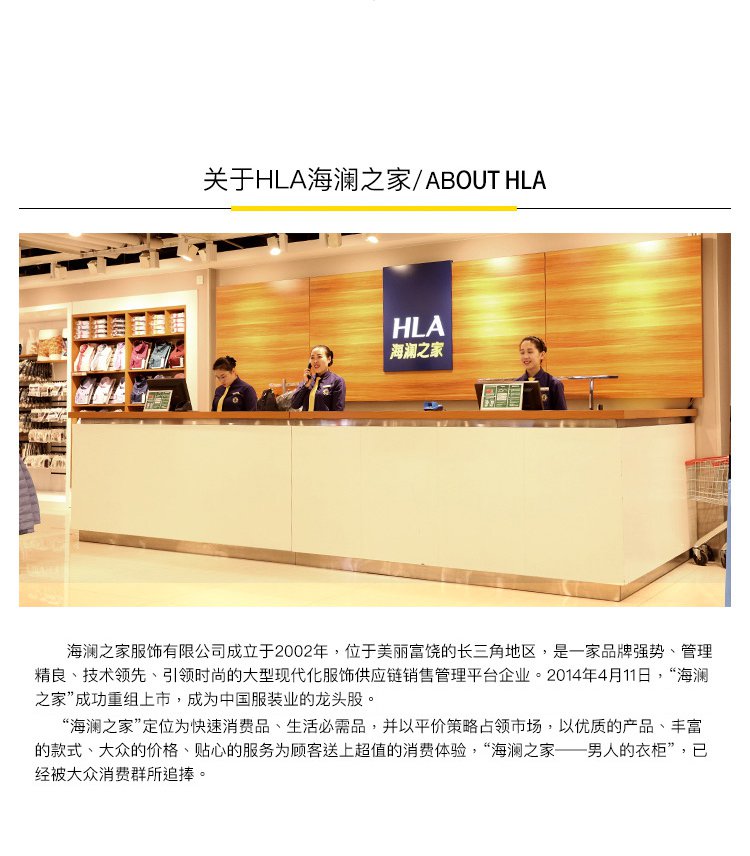 关于HLA海澜之家/ABOUT HLA
HLA
海澜之家
海澜之家服饰有限公司成立于2002年，位于美丽富饶的长三角地区，是一家品牌强势、管理
精良、技术领先、引领时尚的大型现代化服饰供应链销售管理平台企业。2014年4月11日，“海澜
之家”成功重组上市，成为中国服装业的龙头股。
“海澜之家”定位为快速消费品、生活必需品，并以平价策略占领市场，以优质的产品、丰富
的款式、大众的价格、贴心的服务为顾客送上超值的消费体验，“海澜之家——男人的衣柜”，已
经被大众消费群所追捧。